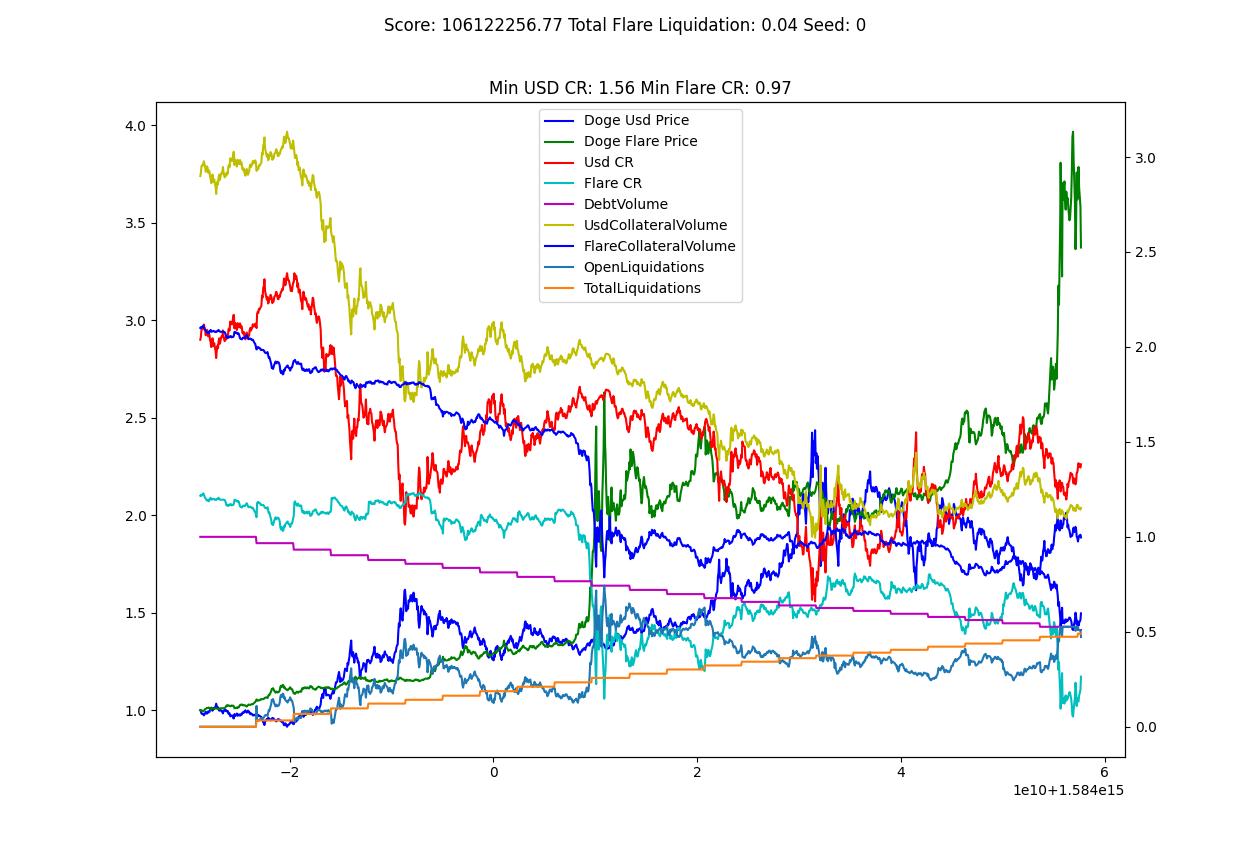 Score: 106122256.77 Total Flare Liquidation: 0.04 Seed: 0
Min USD CR: 1.56 Min Flare CR: 0.97
Doge Usd Price
Doge Flare Price
Usd CR
Flare CR
DebtVolume
UsdCollateralVolume
FlareCollateralVolume
OpenLiquidations
TotalLiquidations
4.0
3.5
3.0
2.5
2.0
1.5
1.0
3.0
2.5
2.0
1.5
1.0
0.5
0.0
−2 0 2 4 6
1e10+1.584e15